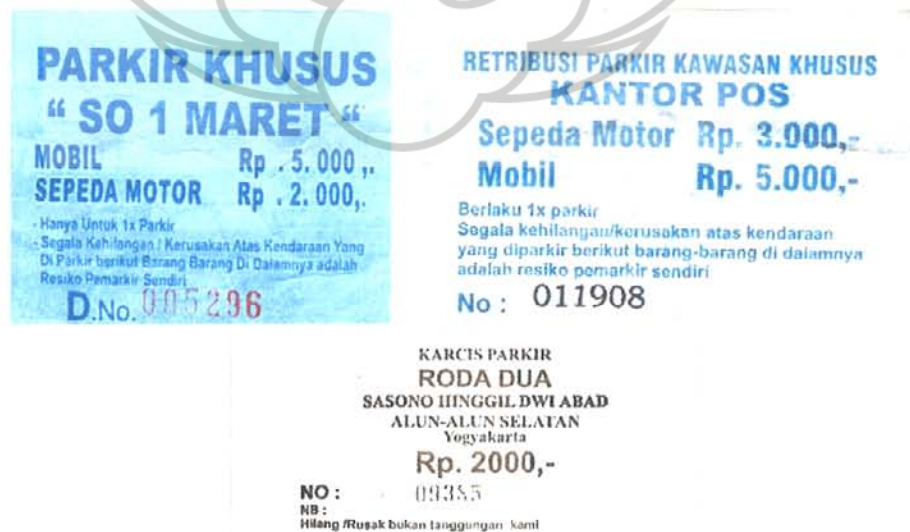 PARKIR KHUSUS
“ SO 1 MARET “
MOBIL Rp . 5. 000 ,.
SEPEDA MOTOR Rp . 2. 000,.
- Hanya Untuk 1x Parkir
- Segala Kehilangan / Kerusakan Atas Kendaraan Yang
Di Parkir berikut Barang Barang Di Dalamnya adalah
Resiko Pemarkir Sendiri
D.No. 005296
RETRIBUSI PARKIR KAWASAN KHUSUS
KANTOR POS
Sepeda Motor Rp. 3.000,-
Mobil Rp. 5.000,-
Berlaku 1x parkir
Segala kehilangan/kerusakan atas kendaraan
yang diparkir berikut barang-barang di dalamnya
adalah resiko pemarkir sendiri
No : 011908
KARCIS PARKIR
RODA DUA
SASONO HINGGIL DWI ABAD
ALUN-ALUN SELATAN
Yogyakarta
Rp. 2000,-
NO : 09355
NB :
Hilang /Rusak bukan tanggungan kami